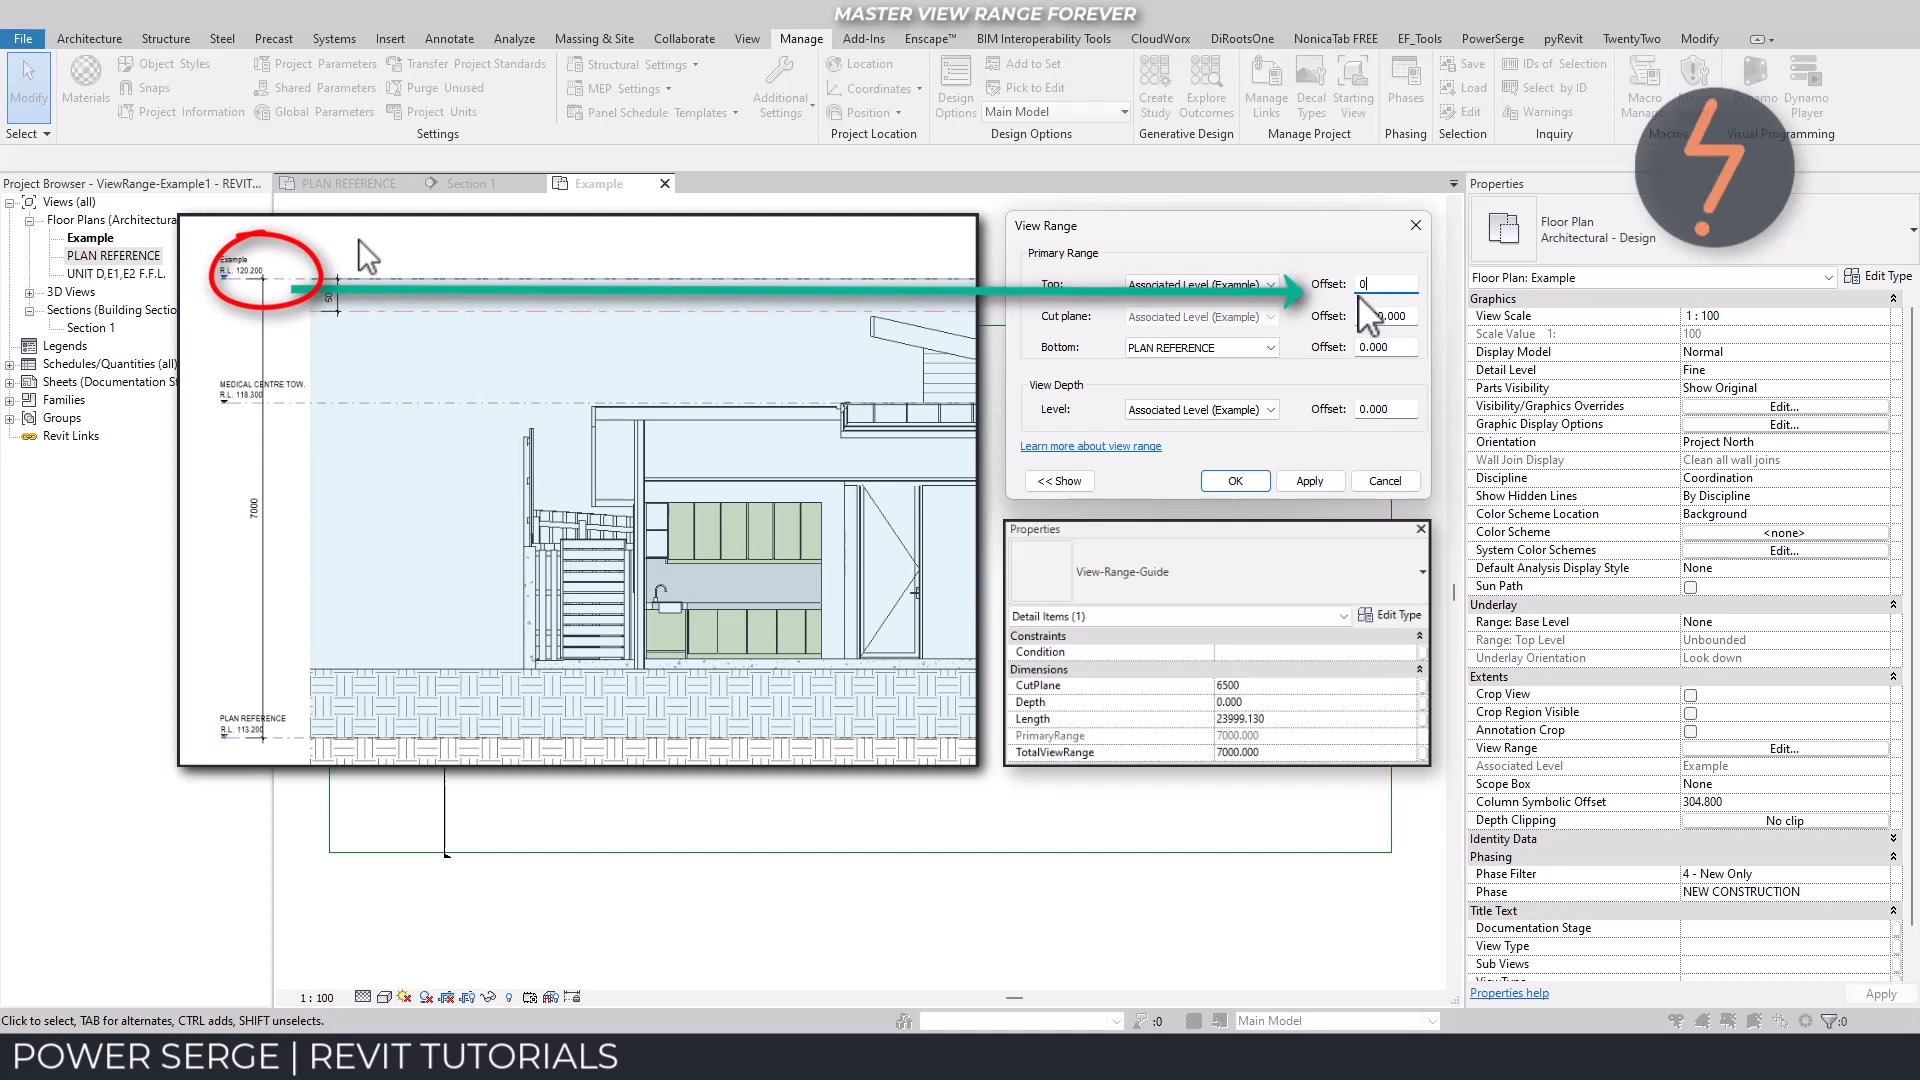 MASTER VIEW RANGE FOREVER
File Architecture Structure Steel Precast Systems Insert Annotate Analyze Massing & Site Collaborate View Manage Add-Ins Enscape™ BIM Interoperability Tools CloudWorx DiRootsOne NonicaTab FREE EF_Tools PowerSerge pyRevit TwentyTwo Modify
Modify
Materials
Object Styles
Snaps
Project Information
Project Parameters
Shared Parameters
Global Parameters
Transfer Project Standards
Purge Unused
Project Units
Structural Settings
MEP Settings
Panel Schedule Templates
Additional Settings
Location
Coordinates
Position
Design Options
Add to Set
Pick to Edit
Main Model
Create Study
Explore Outcomes
Manage Links
Decal Types
Starting View
Phases
Save
Load
Edit
IDs of Selection
Select by ID
Warnings
Macro
Dynamo Player
Select Settings Project Location Design Options Generative Design Manage Project Phasing Selection Inquiry Macros Visual Programming
Project Browser - ViewRange-Example1 - REVIT...
Views (all)
Floor Plans (Architectura
Example
PLAN REFERENCE
UNIT D,E1,E2 F.F.L.
3D Views
Sections (Building Sectio
Section 1
Legends
Schedules/Quantities (all)
Sheets (Documentation St
Families
Groups
Revit Links
PLAN REFERENCE Section 1 Example
Example
R.L. 120.200
50
MEDICAL CENTRE TOW.
R.L. 118.300
7000
PLAN REFERENCE
R.L. 113.200
View Range
Primary Range
Top: Associated Level (Example) Offset: 0
Cut plane: Associated Level (Example) Offset: 0.000
Bottom: PLAN REFERENCE Offset: 0.000
View Depth
Level: Associated Level (Example) Offset: 0.000
Learn more about view range
<< Show OK Apply Cancel
Properties
View-Range-Guide
Detail Items (1) Edit Type
Constraints
Condition
Dimensions
CutPlane 6500
Depth 0.000
Length 23999.130
PrimaryRange 7000.000
TotalViewRange 7000.000
Properties
Floor Plan
Architectural - Design
Floor Plan: Example Edit Type
Graphics
View Scale 1 : 100
Scale Value 1: 100
Display Model Normal
Detail Level Fine
Parts Visibility Show Original
Visibility/Graphics Overrides Edit...
Graphic Display Options Edit...
Orientation Project North
Wall Join Display Clean all wall joins
Discipline Coordination
Show Hidden Lines By Discipline
Color Scheme Location Background
Color Scheme <none>
System Color Schemes Edit...
Default Analysis Display Style None
Sun Path
Underlay
Range: Base Level None
Range: Top Level Unbounded
Underlay Orientation Look down
Extents
Crop View
Crop Region Visible
Annotation Crop
View Range Edit...
Associated Level Example
Scope Box None
Column Symbolic Offset 304.800
Depth Clipping No clip
Identity Data
Phasing
Phase Filter 4 - New Only
Phase NEW CONSTRUCTION
Title Text
Documentation Stage
View Type
Sub Views
Properties help Apply
1 : 100
Click to select, TAB for alternates, CTRL adds, SHIFT unselects.
:0
Main Model
:0
POWER SERGE | REVIT TUTORIALS